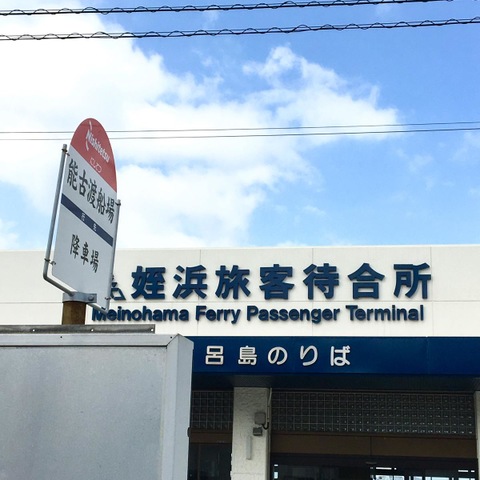 Nishitetsu
能古渡船場
降車場
姪浜旅客待合所
Meinohama Ferry Passenger Terminal
呂島のりば